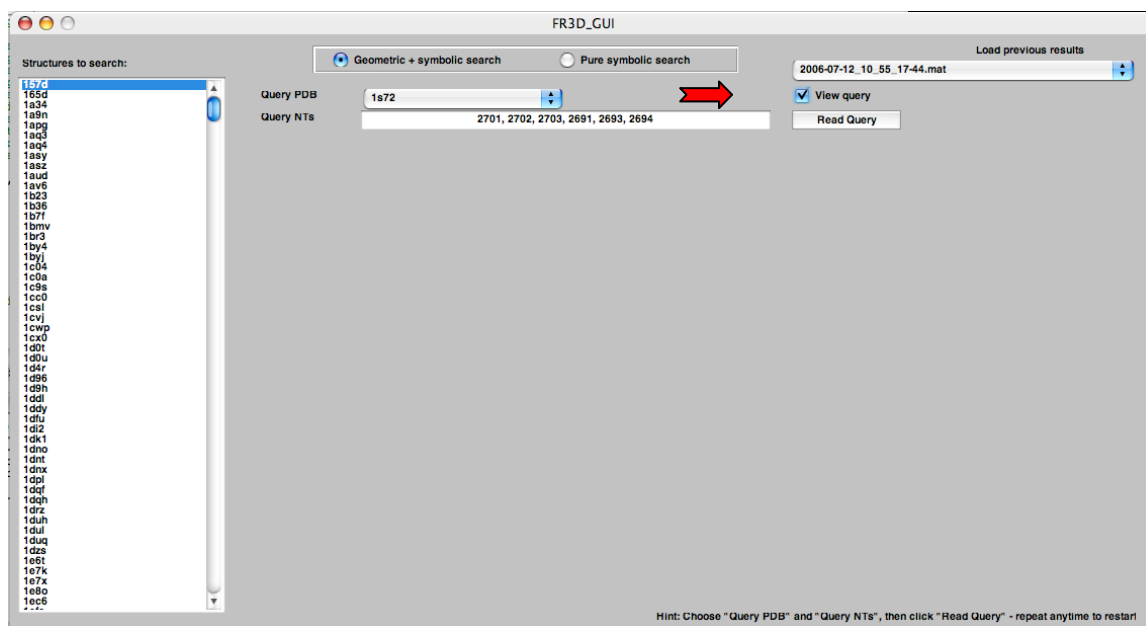 FR3D_GUI
Structures to search:
Geometric + symbolic search
Pure symbolic search
Load previous results
2006-07-12_10_55_17-44.mat
Query PDB
1s72
View query
Query NTs
2701, 2702, 2703, 2691, 2693, 2694
Read Query
157d
165d
1a34
1a9n
1apg
1aq3
1aq4
1asy
1asz
1aud
1av6
1b23
1b36
1b7f
1bmv
1br3
1by4
1byj
1c04
1c0a
1c9s
1cc0
1csl
1cvj
1cwp
1cx0
1d0t
1d0u
1d4r
1d96
1d9h
1ddl
1ddy
1dfu
1di2
1dk1
1dno
1dnt
1dnx
1dpl
1dqf
1dqh
1drz
1duh
1dul
1duq
1dzs
1e6t
1e7k
1e7x
1e8o
1ec6
Hint: Choose "Query PDB" and "Query NTs", then click "Read Query" - repeat anytime to restart